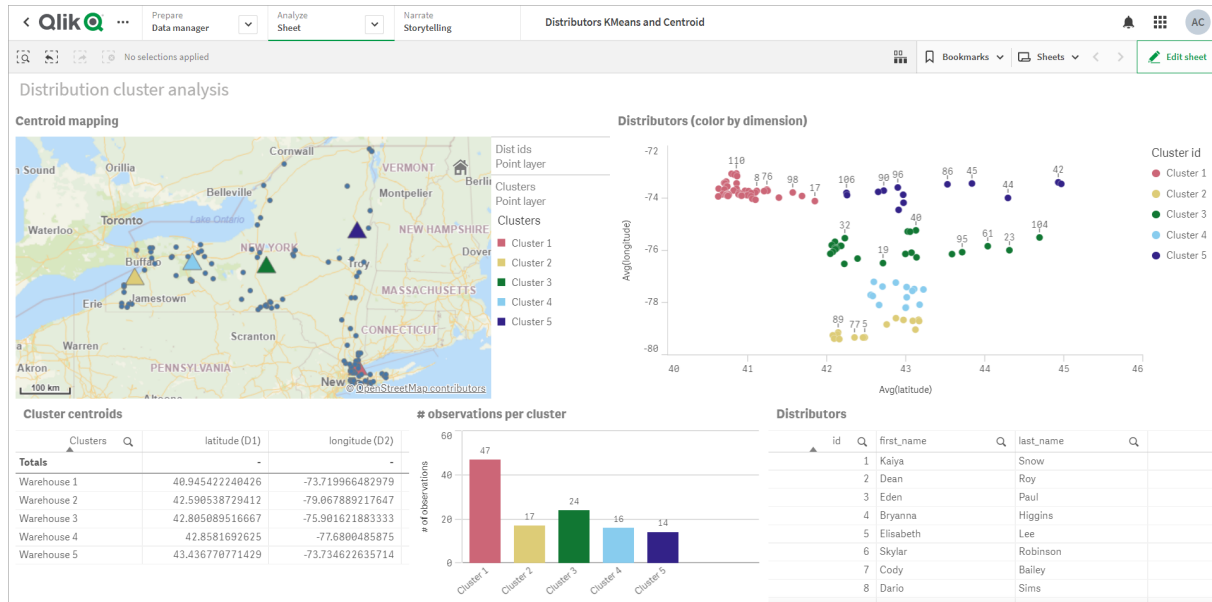 Qlik
Prepare
Data manager
Analyze
Sheet
Narrate
Storytelling
Distributors KMeans and Centroid
AC
No selections applied
Bookmarks
Sheets
Edit sheet
Distribution cluster analysis
Centroid mapping
n Sound
Orillia
Cornwall
VERMONT
Berlin
Belleville
Montpelier
Toronto
Lake Ontario
Waterloo
NEW HAMPSHIRE
NEW YORK
Dover
Buffalo
Troy
MASSACHUSETTS
Erie
Jamestown
CONNECTICUT
Scranton
Warren
Akron
PENNSYLVANIA
New
100 km
Altoona
© OpenStreetMap contributors
Dist ids
Point layer
Clusters
Point layer
Clusters
Cluster 1
Cluster 2
Cluster 3
Cluster 4
Cluster 5
Distributors (color by dimension)
Avg(longitude)
-72
-74
-76
-78
-80
110
8 76
98
17
106
90 96
86
45
44
42
32
40
19
95
61
23
104
89
77 5
40
41
42
43
44
45
46
Avg(latitude)
Cluster id
Cluster 1
Cluster 2
Cluster 3
Cluster 4
Cluster 5
Cluster centroids
Clusters latitude (D1) longitude (D2)
Totals - -
Warehouse 1 40.945422240426 -73.719966482979
Warehouse 2 42.590538729412 -79.067889217647
Warehouse 3 42.805089516667 -75.901621883333
Warehouse 4 42.8581692625 -77.6800485875
Warehouse 5 43.436770771429 -73.734622635714
# observations per cluster
# of observations
60
40
20
0
47
17
24
16
14
Cluster 1
Cluster 2
Cluster 3
Cluster 4
Cluster 5
Distributors
id first_name last_name
1 Kaiya Snow
2 Dean Roy
3 Eden Paul
4 Bryanna Higgins
5 Elisabeth Lee
6 Skylar Robinson
7 Cody Bailey
8 Dario Sims